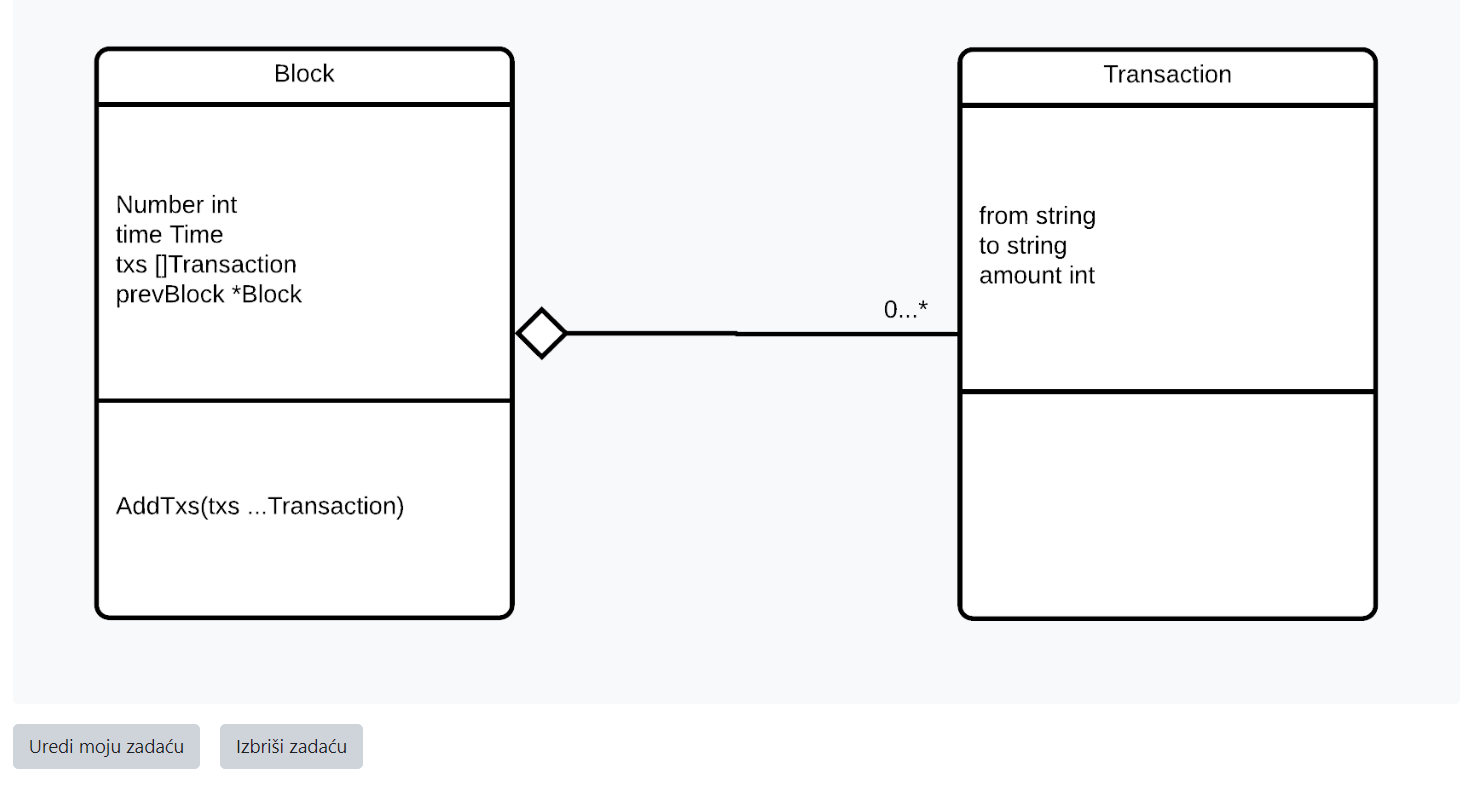 Block
Number int
time Time
txs []Transaction
prevBlock *Block
AddTxs(txs ...Transaction)
0...*
Transaction
from string
to string
amount int
Uredi moju zadaću
Izbriši zadaću